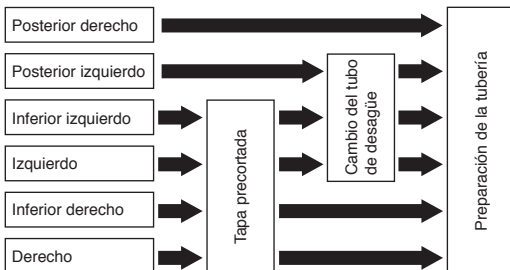 Posterior derecho
Posterior izquierdo
Inferior izquierdo
Izquierdo
Inferior derecho
Derecho
Tapa precortada
Cambio del tubo
de desagüe
Preparación de la tubería